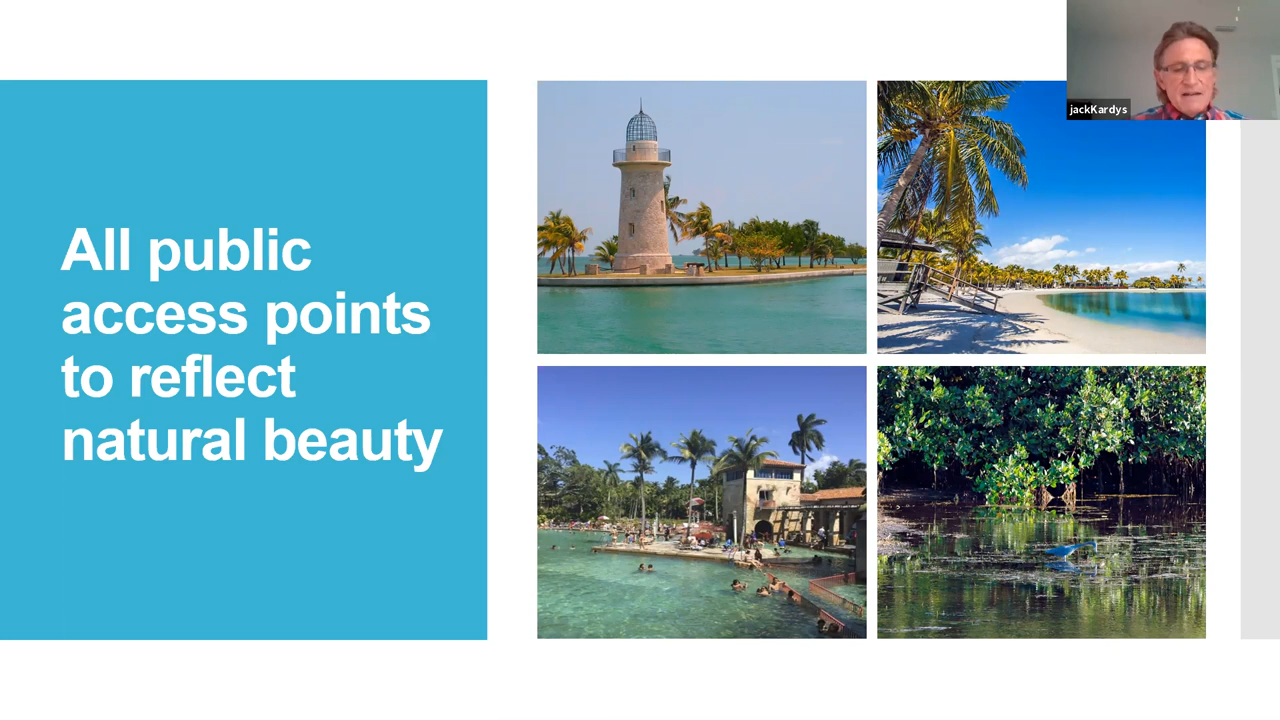 All public
access points
to reflect
natural beauty
jackKardys